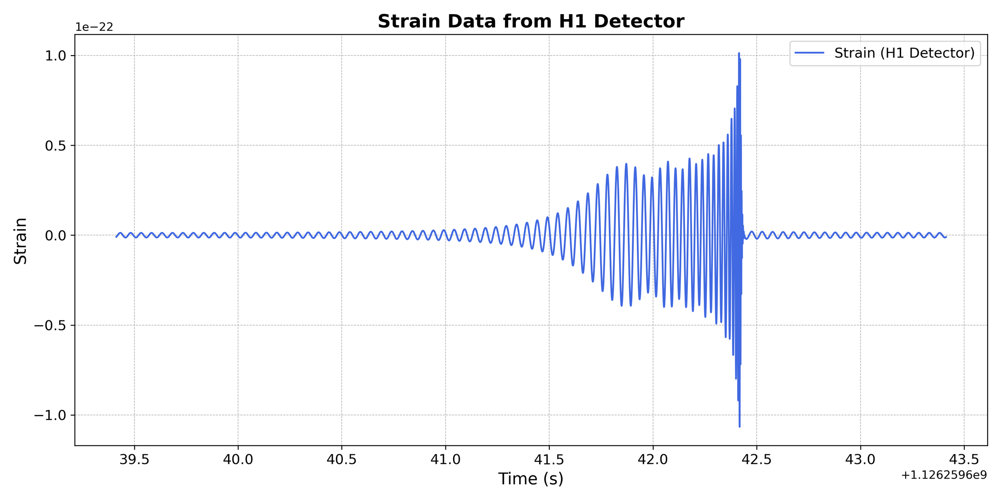 Strain Data from H1 Detector
1e−22
Strain (H1 Detector)
1.0
0.5
0.0
−0.5
−1.0
Strain
39.5 40.0 40.5 41.0 41.5 42.0 42.5 43.0 43.5
Time (s)
+1.1262596e9